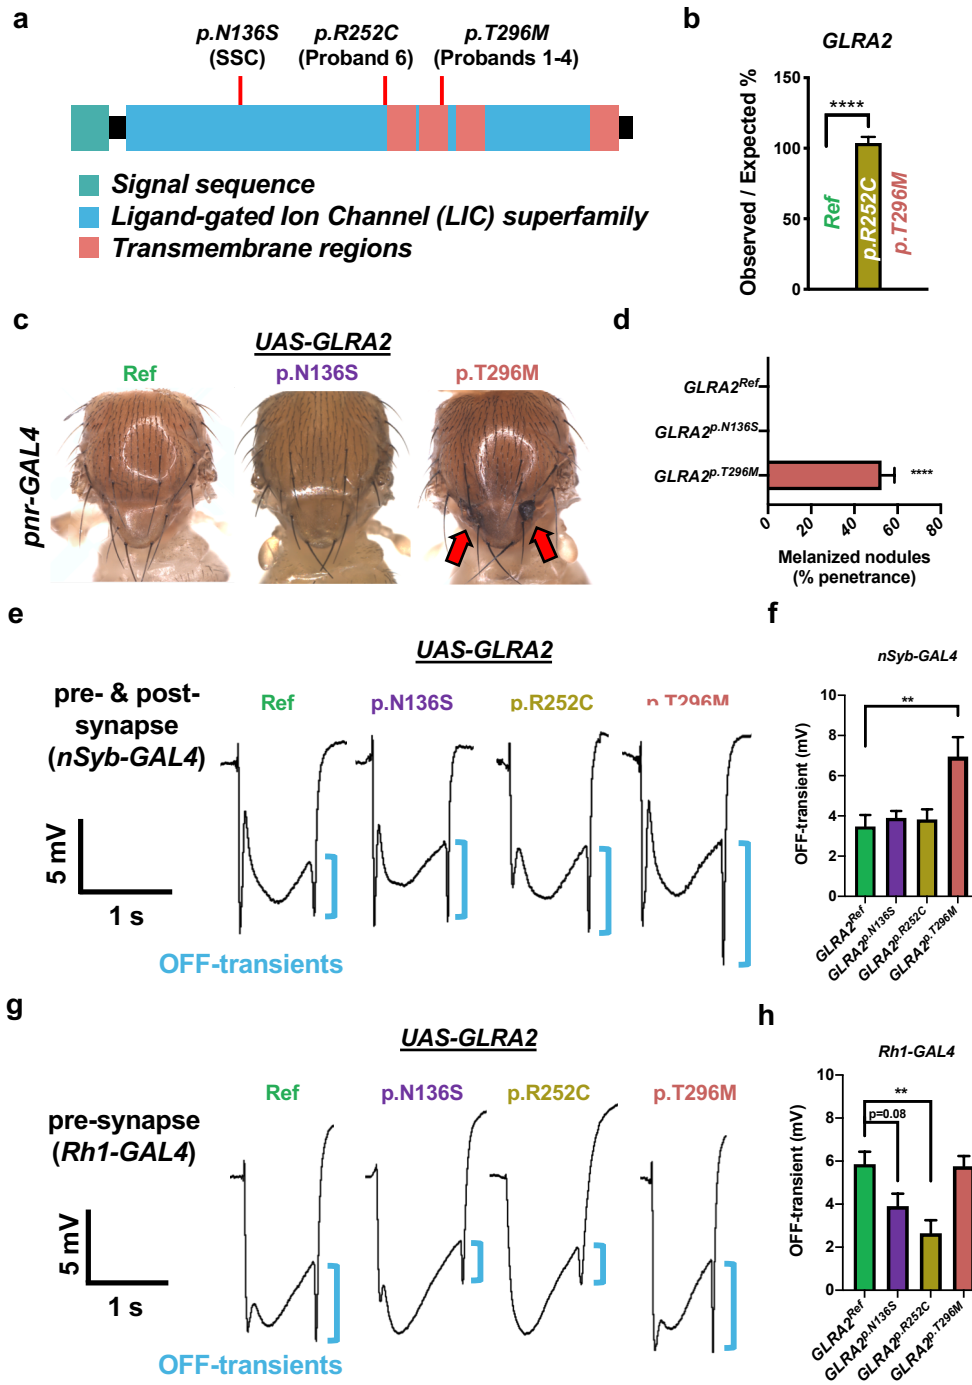 a
p.N136S
(SSC)
p.R252C
(Proband 6)
p.T296M
(Probands 1-4)
Signal sequence
Ligand-gated Ion Channel (LIC) superfamily
Transmembrane regions
b
GLRA2
Observed / Expected %
150
100
50
0
****
Ref
p.R252C
p.T296M
c
UAS-GLRA2
Ref
p.N136S
p.T296M
pnr-GAL4
d
GLRA2Ref
GLRA2p.N136S
GLRA2p.T296M
****
0
20
40
60
80
Melanized nodules
(% penetrance)
e
UAS-GLRA2
pre- & post-
synapse
(nSyb-GAL4)
Ref
p.N136S
p.R252C
p.T296M
5 mV
1 s
OFF-transients
f
nSyb-GAL4
OFF-transient (mV)
10
8
6
4
2
0
**
GLRA2Ref
GLRA2p.N136S
GLRA2p.R252C
GLRA2p.T296M
g
UAS-GLRA2
pre-synapse
(Rh1-GAL4)
Ref
p.N136S
p.R252C
p.T296M
5 mV
1 s
OFF-transients
h
Rh1-GAL4
OFF-transient (mV)
10
8
6
4
2
0
**
p=0.08
GLRA2Ref
GLRA2p.N136S
GLRA2p.R252C
GLRA2p.T296M